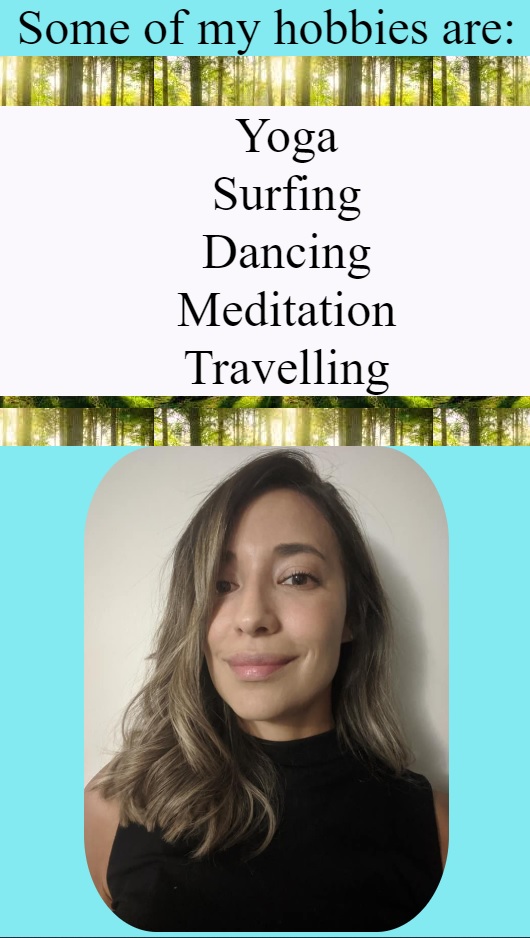 Some of my hobbies are:
Yoga
Surfing
Dancing
Meditation
Travelling